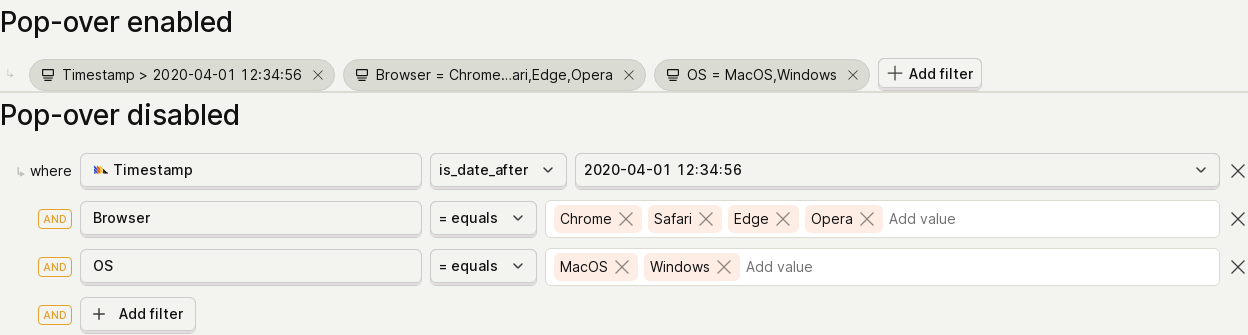 Pop-over enabled
Timestamp > 2020-04-01 12:34:56 Browser = Chrome...ari,Edge,Opera OS = MacOS,Windows Add filter
Pop-over disabled
where Timestamp is_date_after 2020-04-01 12:34:56
AND Browser = equals Chrome Safari Edge Opera Add value
AND OS = equals MacOS Windows Add value
AND + Add filter